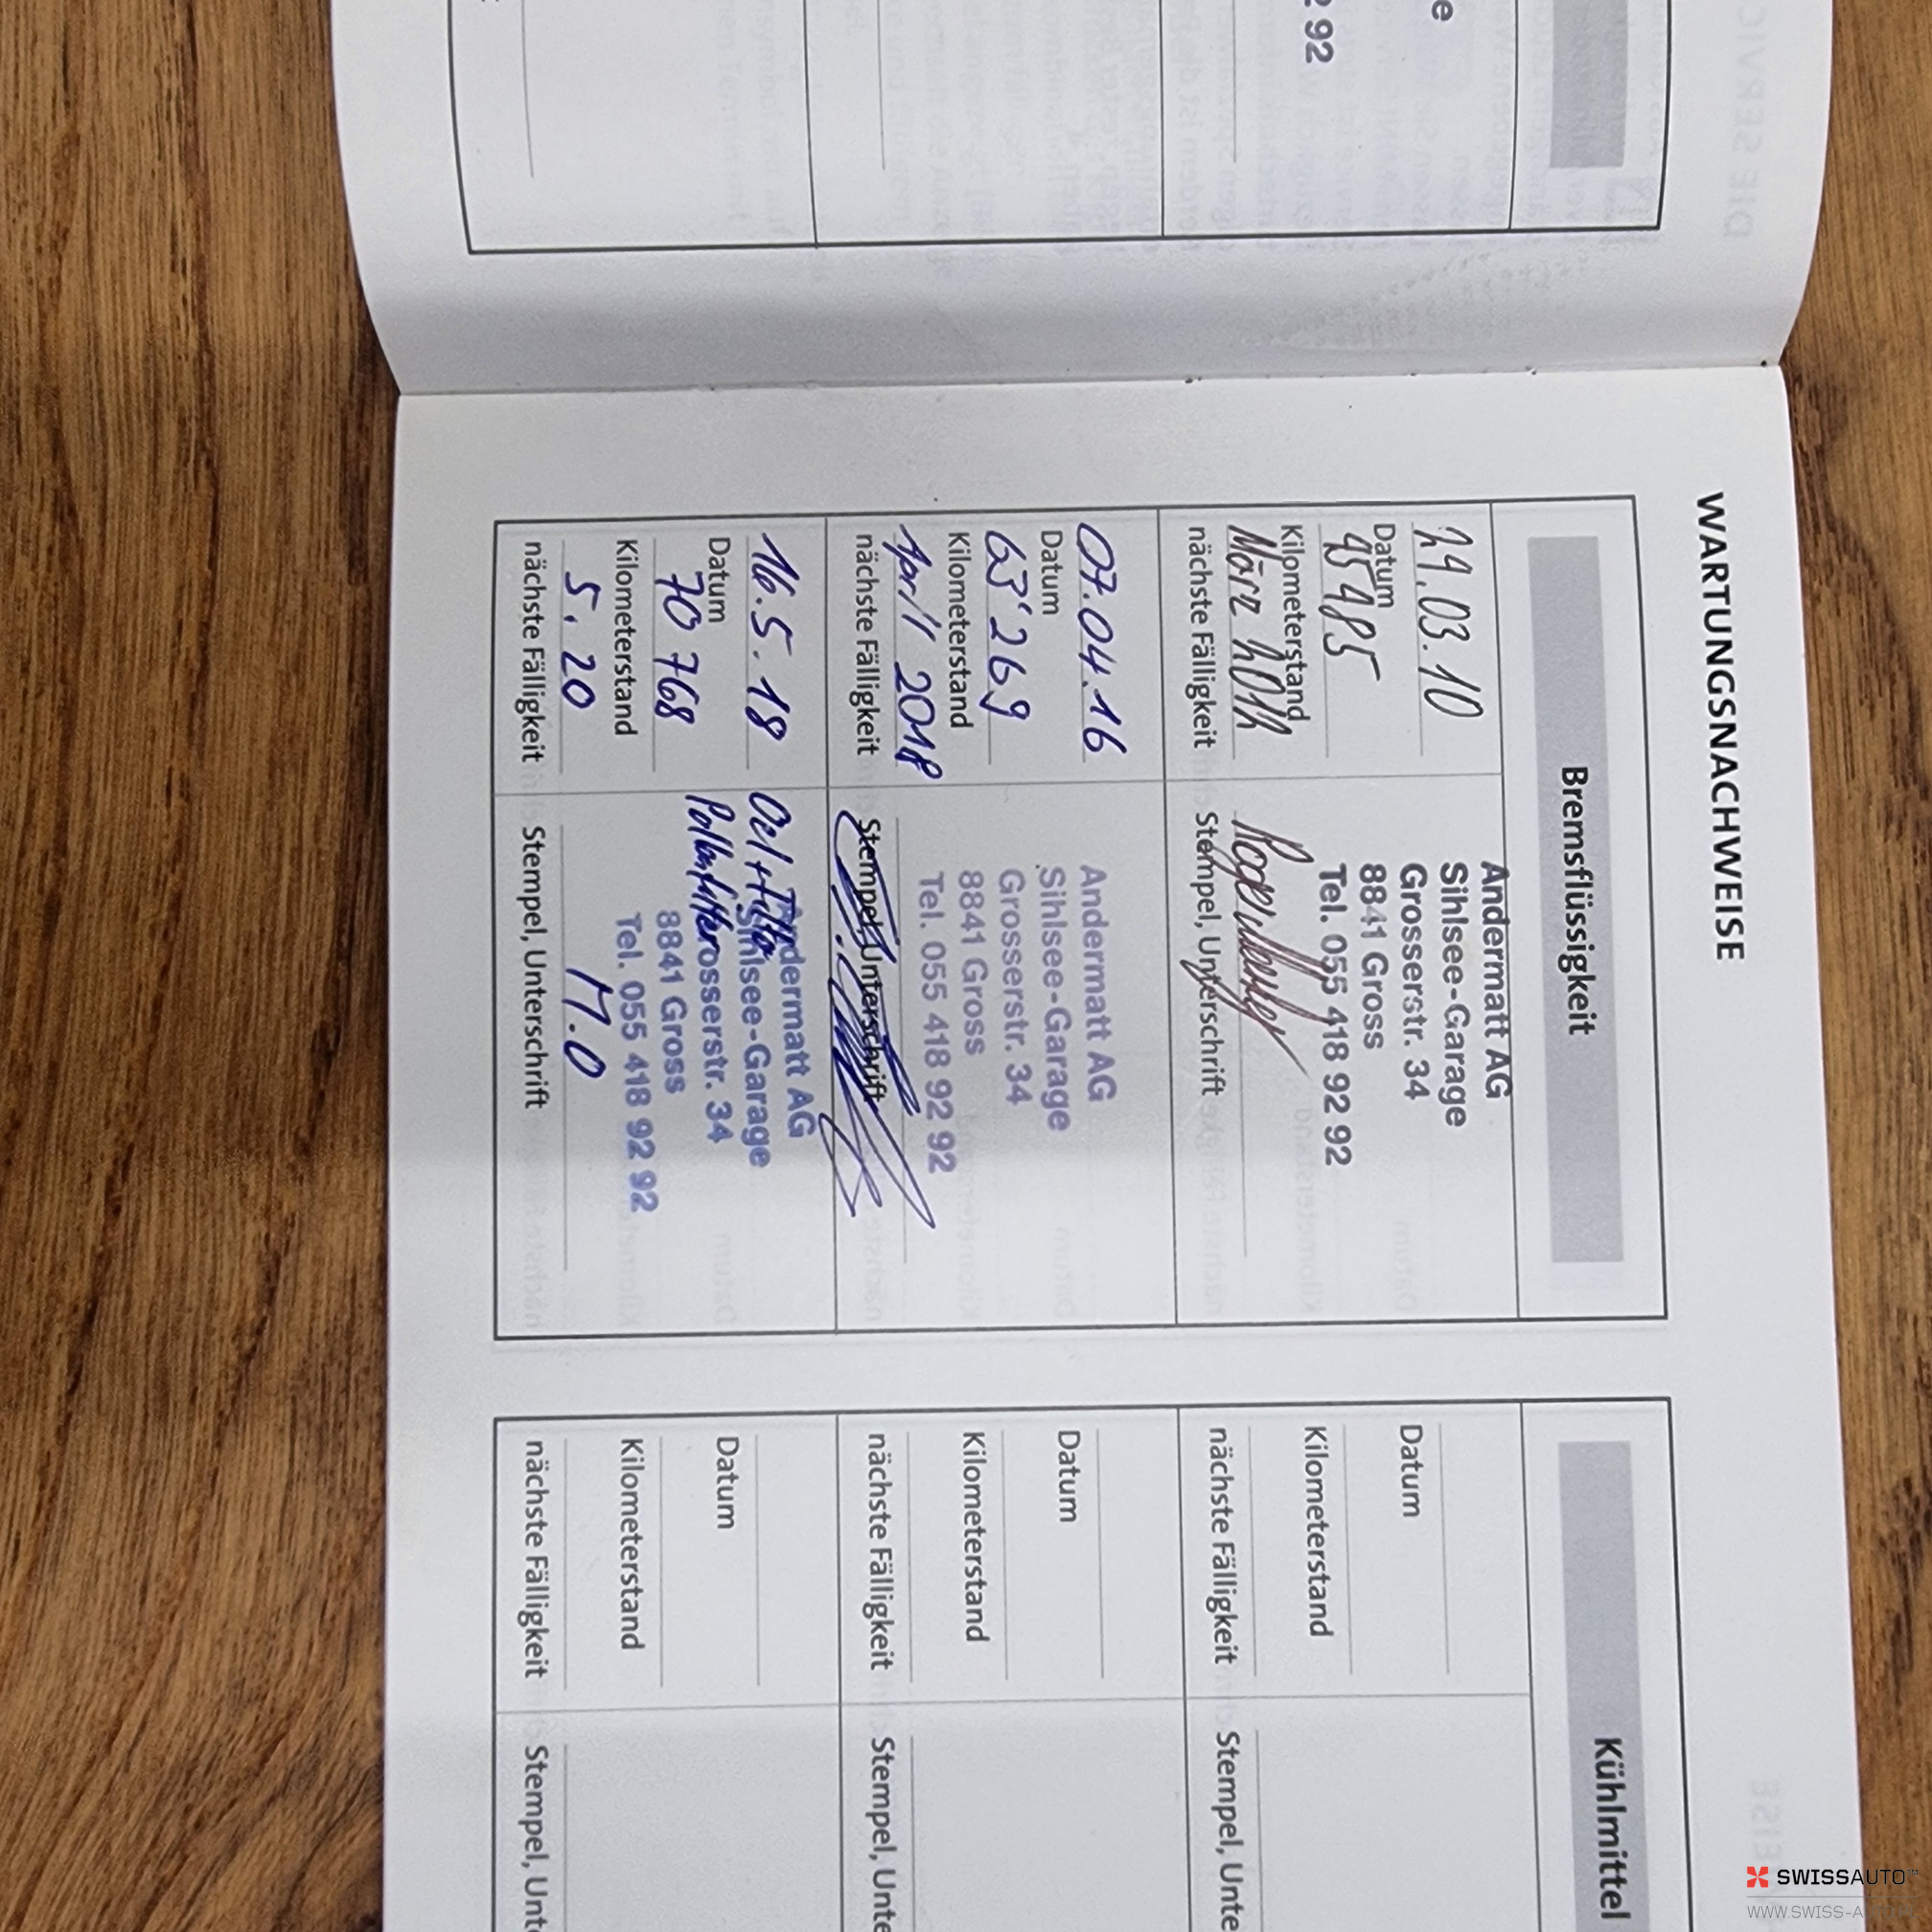 WARTUNGSNACHWEISE
Bremsflüssigkeit
29.03.10
Datum
45485
Kilometerstand
März 2012
nächste Fälligkeit
Andermatt AG
Sihlsee-Garage
Grosserstr. 34
8841 Gross
Tel. 055 418 92 92
Stempel, Unterschrift
07.04.16
Datum
63'269
Kilometerstand
April 2018
nächste Fälligkeit
Andermatt AG
Sihlsee-Garage
Grosserstr. 34
8841 Gross
Tel. 055 418 92 92
Stempel, Unterschrift
16.5.18
Datum
70 768
Kilometerstand
5.20
nächste Fälligkeit
Oel + Filter
Pollenfilter
Andermatt AG
Sihlsee-Garage
Grosserstr. 34
8841 Gross
Tel. 055 418 92 92
M.O
Stempel, Unterschrift
Kühlmittel
Datum
Kilometerstand
nächste Fälligkeit
Stempel, Unte
Datum
Kilometerstand
nächste Fälligkeit
Stempel, Unte
Datum
Kilometerstand
nächste Fälligkeit
Stempel, Unte
92
SWISSAUTO™